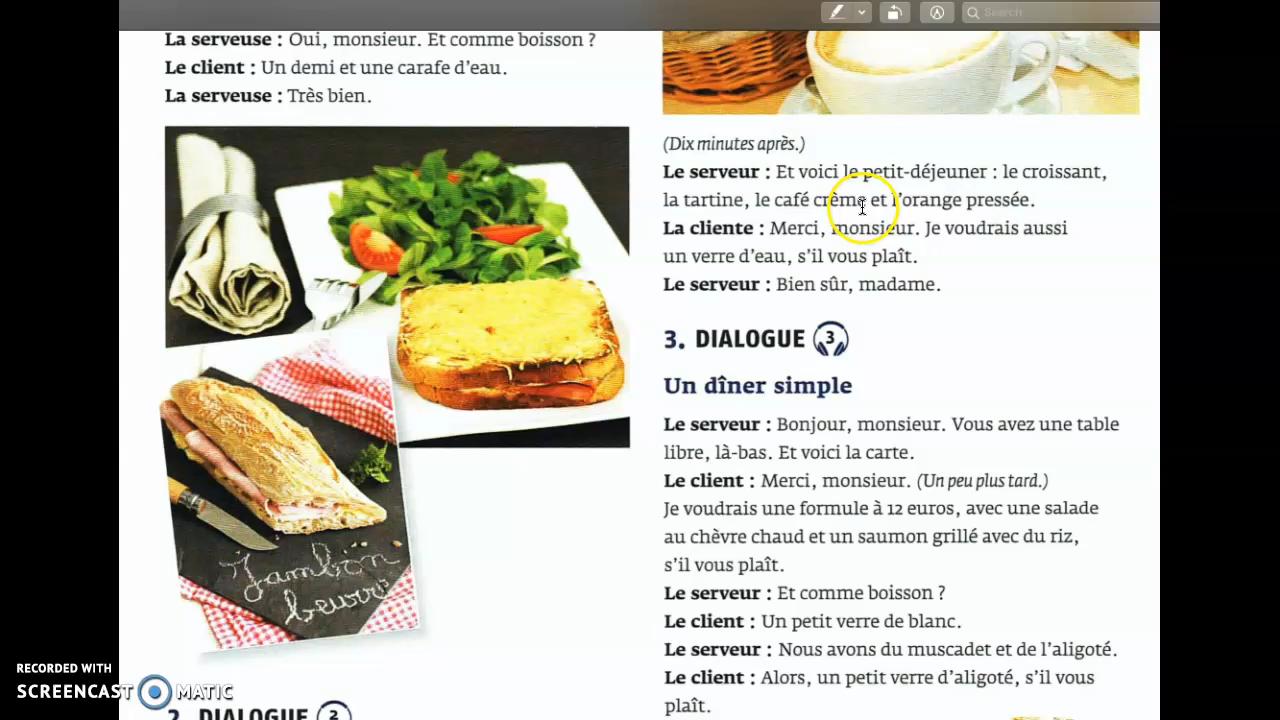 Search
La serveuse : Oui, monsieur. Et comme boisson ?
Le client : Un demi et une carafe d'eau.
La serveuse : Très bien.
Jambon
beurre
2. DIALOGUE 2
(Dix minutes après.)
Le serveur : Et voici le petit-déjeuner : le croissant,
la tartine, le café crème et l'orange pressée.
La cliente : Merci, monsieur. Je voudrais aussi
un verre d'eau, s'il vous plaît.
Le serveur : Bien sûr, madame.
3. DIALOGUE 3
Un dîner simple
Le serveur : Bonjour, monsieur. Vous avez une table
libre, là-bas. Et voici la carte.
Le client : Merci, monsieur. (Un peu plus tard.)
Je voudrais une formule à 12 euros, avec une salade
au chèvre chaud et un saumon grillé avec du riz,
s'il vous plaît.
Le serveur : Et comme boisson ?
Le client : Un petit verre de blanc.
Le serveur : Nous avons du muscadet et de l'aligoté.
Le client : Alors, un petit verre d'aligoté, s'il vous
plaît.
RECORDED WITH
SCREENCAST MATIC